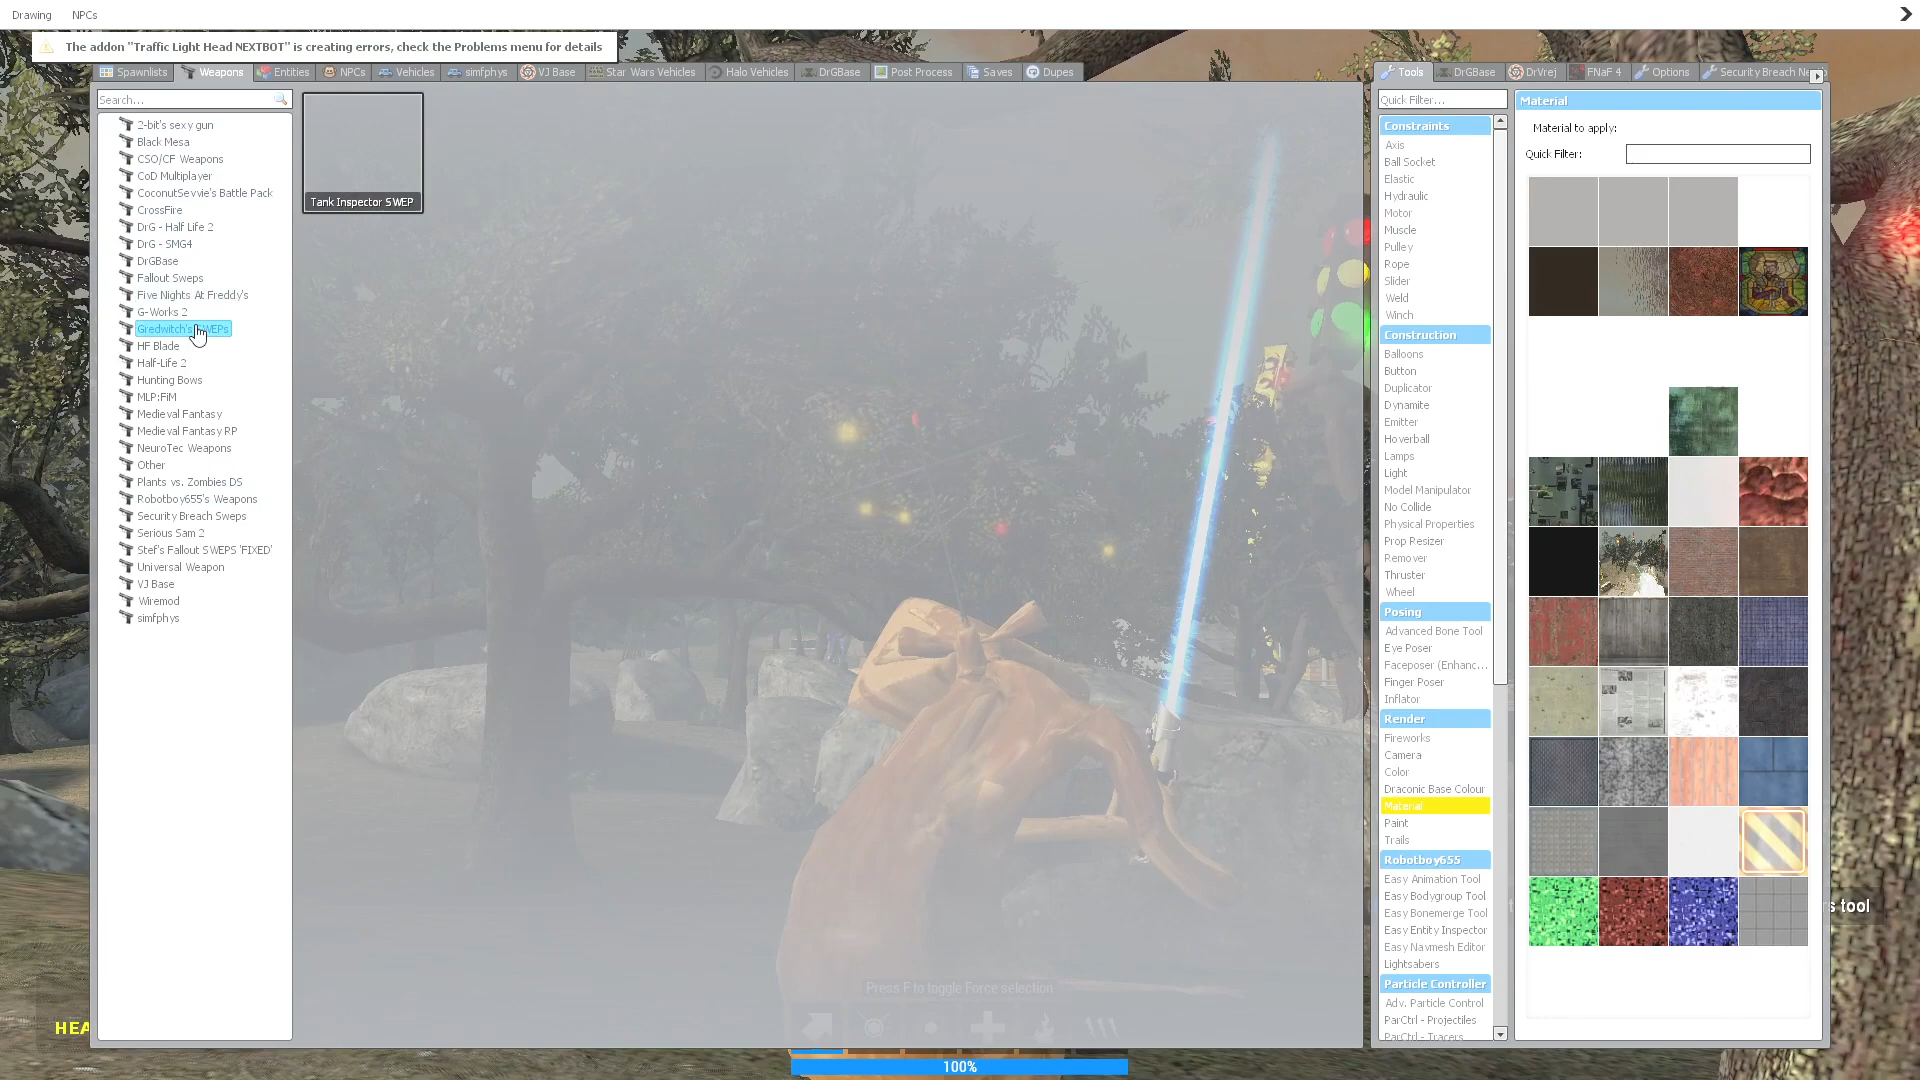 Drawing NPCs
The addon "Traffic Light Head NEXTBOT" is creating errors, check the Problems menu for details
Spawnlists Weapons Entities NPCs Vehicles simfphys VJ Base Star Wars Vehicles Halo Vehicles DrGBase Post Process Saves Dupes
Search...
2-bit's sexy gun
Black Mesa
CSO/CF Weapons
CoD Multiplayer
CoconutSevvie's Battle Pack
CrossFire
DrG - Half Life 2
DrG - SMG4
DrGBase
Fallout Sweps
Five Nights At Freddy's
G-Works 2
Gredwitch's SWEPs
HF Blade
Half-Life 2
Hunting Bows
MLP:FiM
Medieval Fantasy
Medieval Fantasy RP
NeuroTec Weapons
Other
Plants vs. Zombies DS
Robotboy655's Weapons
Security Breach Sweps
Serious Sam 2
Stef's Fallout SWEPS 'FIXED'
Universal Weapon
VJ Base
Wiremod
simfphys
Tank Inspector SWEP
Press F to toggle Force selection
HEA
100%
Tools DrGBase DrVrej FNaF 4 Options Security Breach
Quick Filter...
Constraints
Axis
Ball Socket
Elastic
Hydraulic
Motor
Muscle
Pulley
Rope
Slider
Weld
Winch
Construction
Balloons
Button
Duplicator
Dynamite
Emitter
Hoverball
Lamps
Light
Model Manipulator
No Collide
Physical Properties
Prop Resizer
Remover
Thruster
Wheel
Posing
Advanced Bone Tool
Eye Poser
Faceposer (Enhanc...
Finger Poser
Inflator
Render
Fireworks
Camera
Color
Draconic Base Colour
Material
Paint
Trails
Robotboy655
Easy Animation Tool
Easy Bodygroup Tool
Easy Bonemerge Tool
Easy Entity Inspector
Easy Navmesh Editor
Lightsabers
Particle Controller
Adv. Particle Control
ParCtrl - Projectiles
ParCtrl - Tracers
Material
Material to apply:
Quick Filter:
s tool